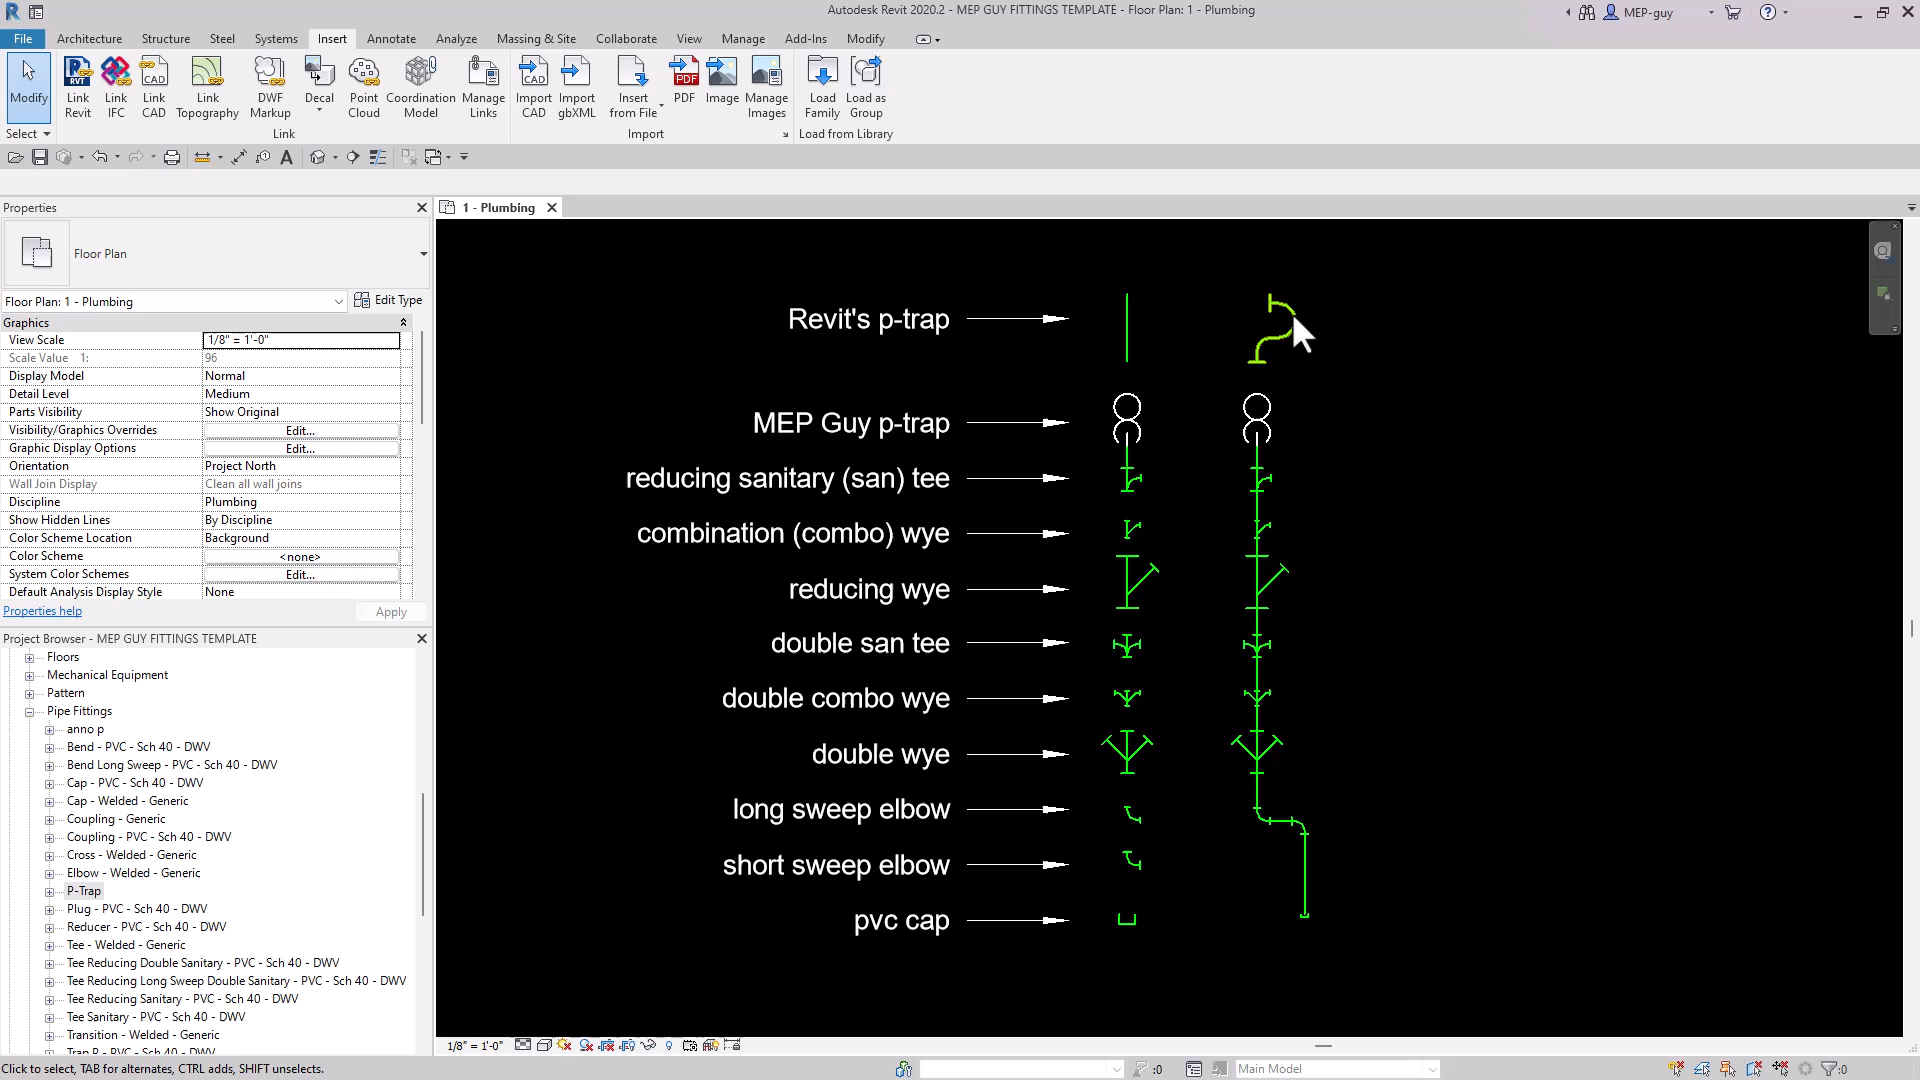 Autodesk Revit 2020.2 - MEP GUY FITTINGS TEMPLATE - Floor Plan: 1 - Plumbing
MEP-guy
File Architecture Structure Steel Systems Insert Annotate Analyze Massing & Site Collaborate View Manage Add-Ins Modify
Modify
Link Revit
Link IFC
Link CAD
Link Topography
DWF Markup
Decal
Point Cloud
Coordination Model
Manage Links
Import CAD
Import gbXML
Insert from File
PDF
Image
Manage Images
Load Family
Load as Group
Select
Link
Import
Load from Library
Properties
Floor Plan
Floor Plan: 1 - Plumbing
Edit Type
Graphics
View Scale 1/8" = 1'-0"
Scale Value 1: 96
Display Model Normal
Detail Level Medium
Parts Visibility Show Original
Visibility/Graphics Overrides Edit...
Graphic Display Options Edit...
Orientation Project North
Wall Join Display Clean all wall joins
Discipline Plumbing
Show Hidden Lines By Discipline
Color Scheme Location Background
Color Scheme <none>
System Color Schemes Edit...
Default Analysis Display Style None
Properties help
Apply
Project Browser - MEP GUY FITTINGS TEMPLATE
Floors
Mechanical Equipment
Pattern
Pipe Fittings
anno p
Bend - PVC - Sch 40 - DWV
Bend Long Sweep - PVC - Sch 40 - DWV
Cap - PVC - Sch 40 - DWV
Cap - Welded - Generic
Coupling - Generic
Coupling - PVC - Sch 40 - DWV
Cross - Welded - Generic
Elbow - Welded - Generic
P-Trap
Plug - PVC - Sch 40 - DWV
Reducer - PVC - Sch 40 - DWV
Tee - Welded - Generic
Tee Reducing Double Sanitary - PVC - Sch 40 - DWV
Tee Reducing Long Sweep Double Sanitary - PVC - Sch 40 - DWV
Tee Reducing Sanitary - PVC - Sch 40 - DWV
Tee Sanitary - PVC - Sch 40 - DWV
Transition - Welded - Generic
Trap P - PVC - Sch 40 - DWV
1 - Plumbing
Revit's p-trap
MEP Guy p-trap
reducing sanitary (san) tee
combination (combo) wye
reducing wye
double san tee
double combo wye
double wye
long sweep elbow
short sweep elbow
pvc cap
1/8" = 1'-0"
Click to select, TAB for alternates, CTRL adds, SHIFT unselects.
:0
Main Model
:0